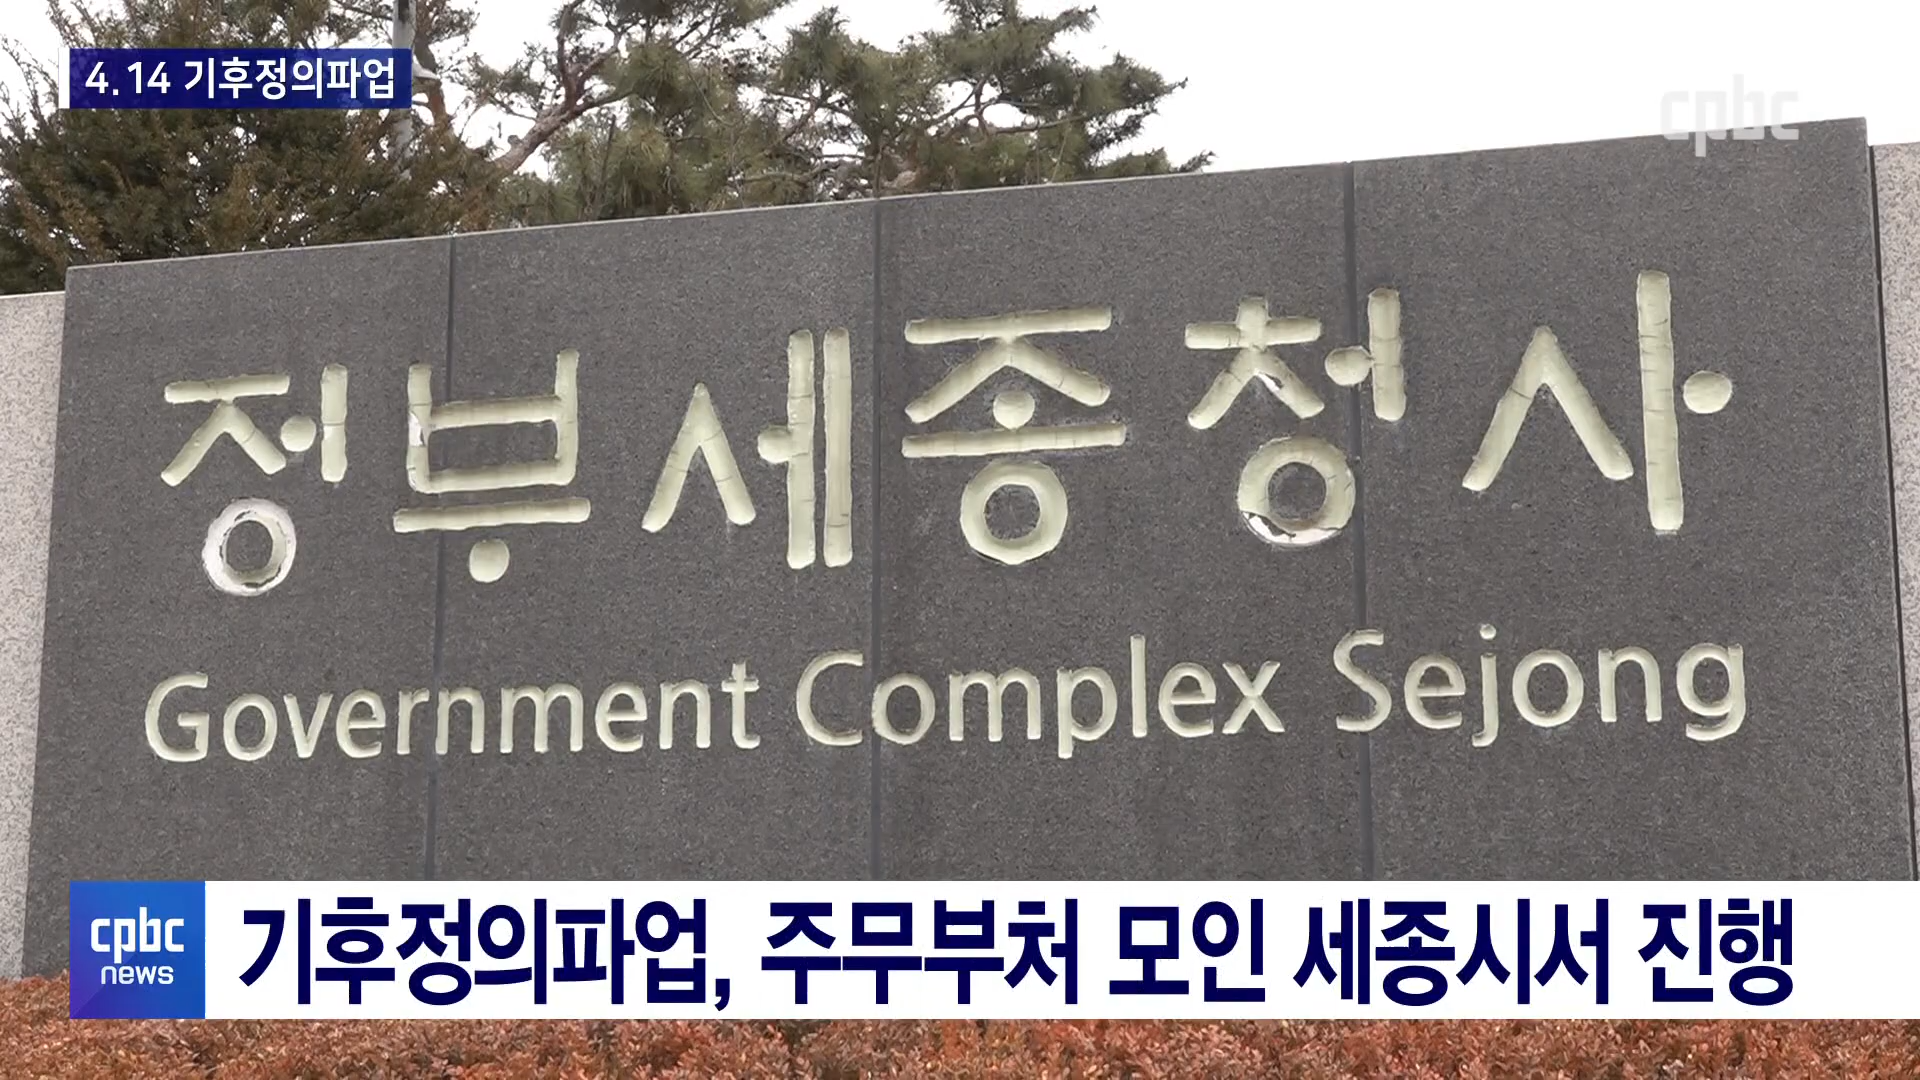 4.14 기후정의파업
cpbc
정부세종청사
Government Complex Sejong
cpbc
news
기후정의파업, 주무부처 모인 세종시서 진행